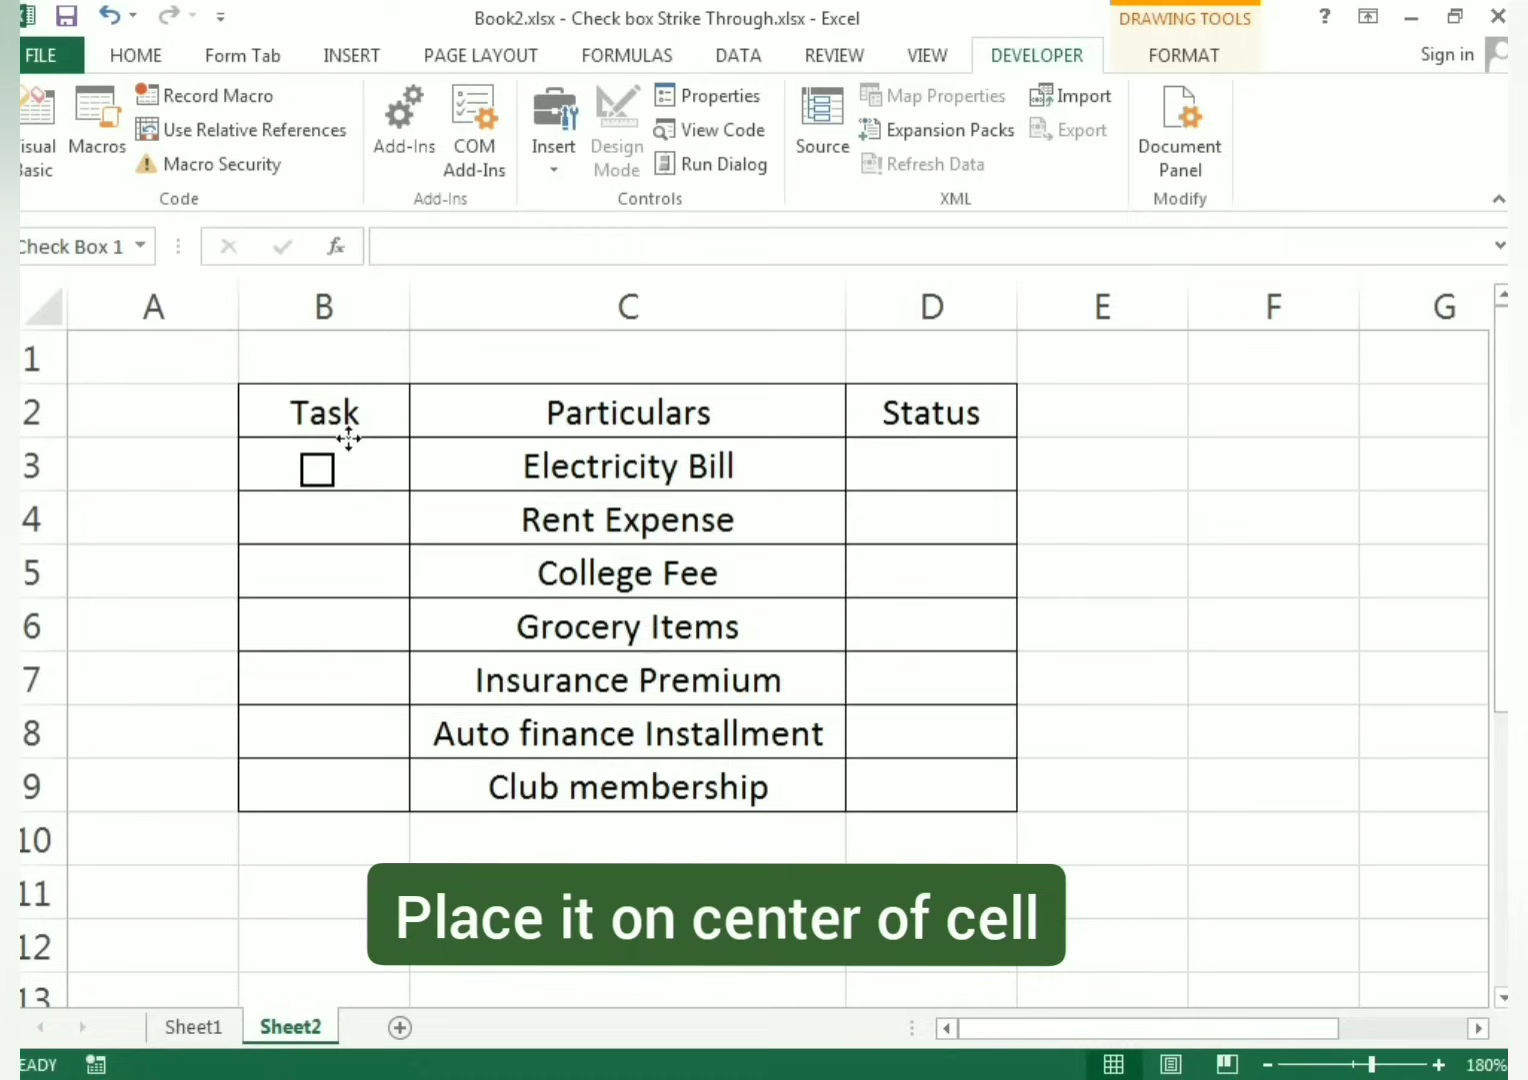 Book2.xlsx - Check box Strike Through.xlsx - Excel
DRAWING TOOLS
?
FILE HOME Form Tab INSERT PAGE LAYOUT FORMULAS DATA REVIEW VIEW DEVELOPER FORMAT Sign in
isual Basic
Macros
Record Macro
Use Relative References
Macro Security
Code
Add-Ins
COM Add-Ins
Add-Ins
Insert
Design Mode
Properties
View Code
Run Dialog
Controls
Source
Map Properties
Expansion Packs
Refresh Data
Import
Export
XML
Document Panel
Modify
Check Box 1
fx
A B C D E F G
1
2 Task Particulars Status
3 Electricity Bill
4 Rent Expense
5 College Fee
6 Grocery Items
7 Insurance Premium
8 Auto finance Installment
9 Club membership
10
11
12
13
Place it on center of cell
Sheet1 Sheet2
EADY
180%